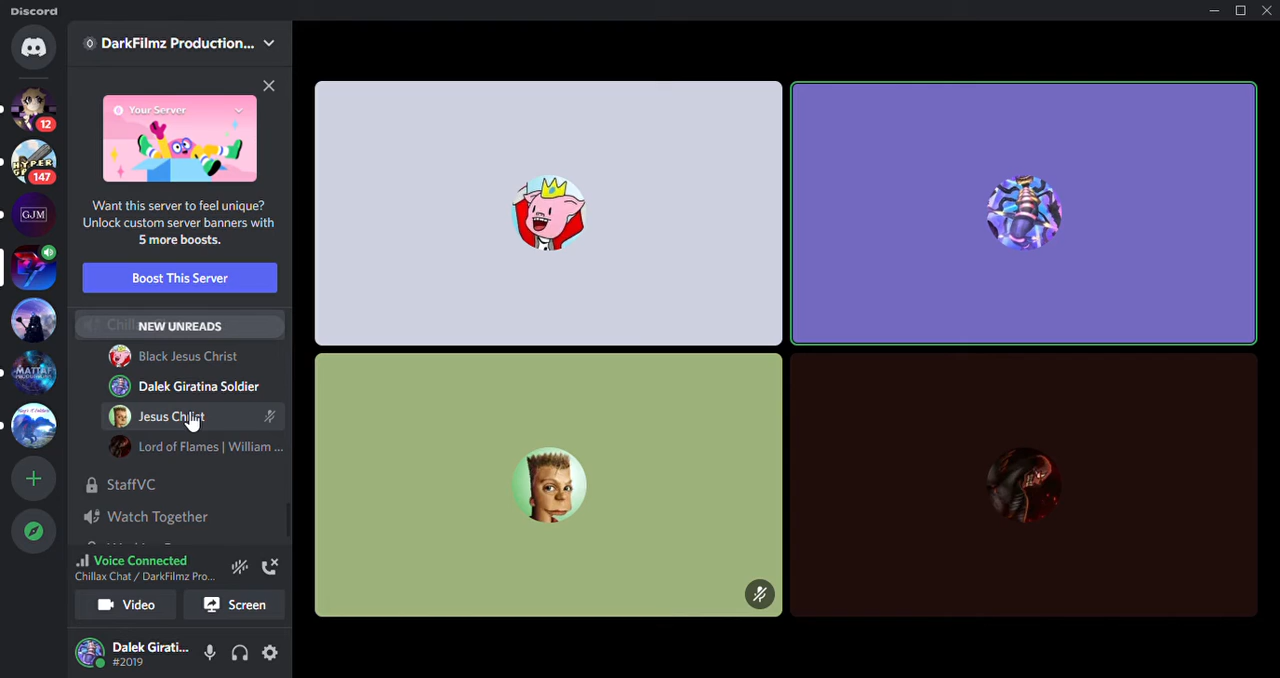 Discord
DarkFilmz Production...
12
147
GJM
Your Server
Want this server to feel unique?
Unlock custom server banners with
5 more boosts.
Boost This Server
NEW UNREADS
Black Jesus Christ
Dalek Giratina Soldier
Jesus Christ
Lord of Flames | William ...
StaffVC
Watch Together
Voice Connected
Chillax Chat / DarkFilmz Pro...
Video
Screen
Dalek Girati...
#2019